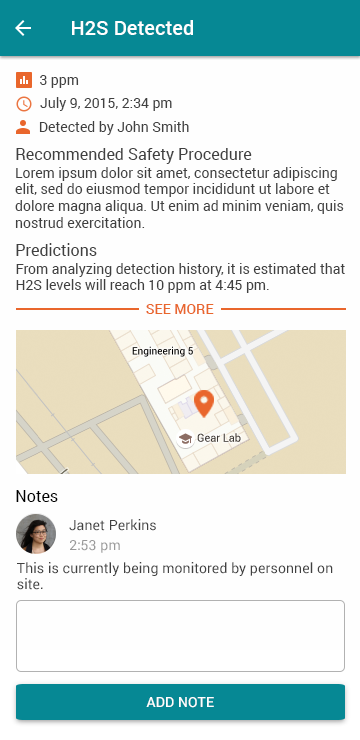 H2S Detected
3 ppm
July 9, 2015, 2:34 pm
Detected by John Smith
Recommended Safety Procedure
Lorem ipsum dolor sit amet, consectetur adipiscing
elit, sed do eiusmod tempor incididunt ut labore et
dolore magna aliqua. Ut enim ad minim veniam, quis
nostrud exercitation.
Predictions
From analyzing detection history, it is estimated that
H2S levels will reach 10 ppm at 4:45 pm.
SEE MORE
Engineering 5
Gear Lab
Notes
Janet Perkins
2:53 pm
This is currently being monitored by personnel on
site.
ADD NOTE